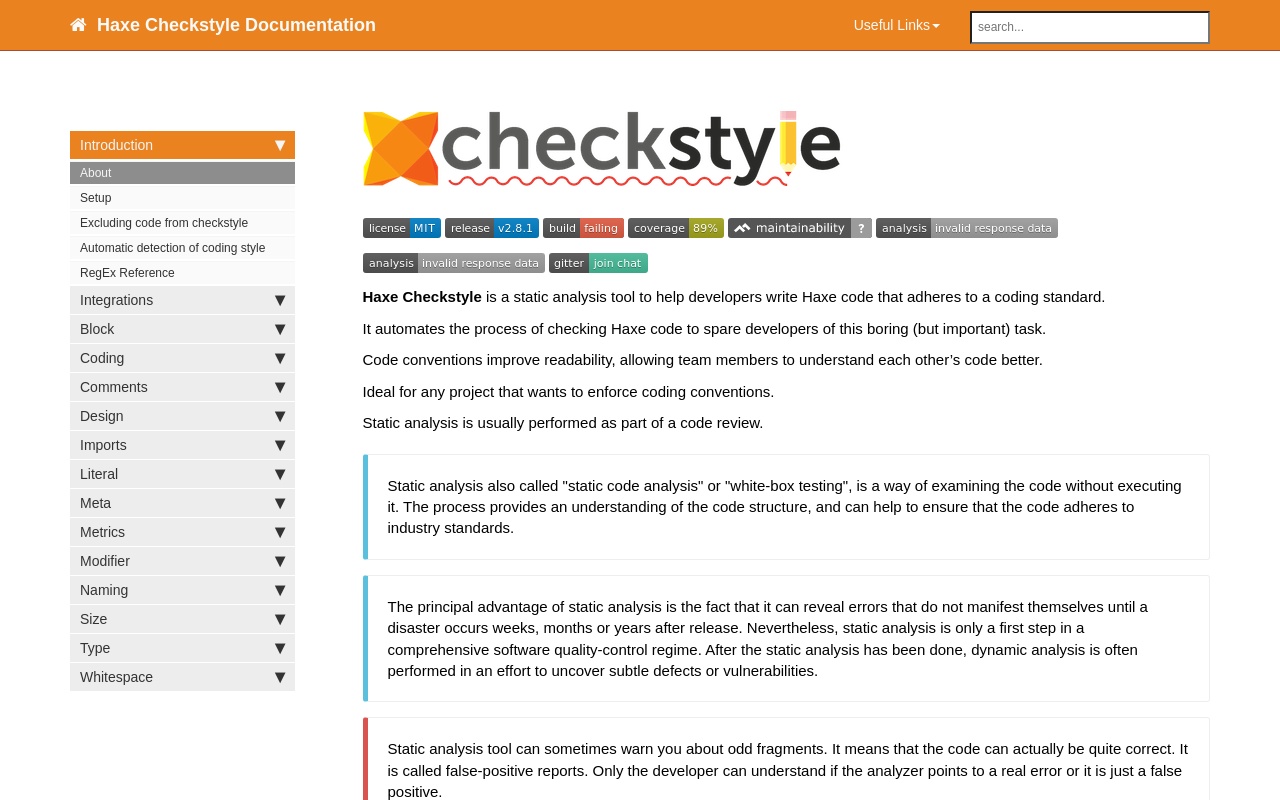 Haxe Checkstyle Documentation
Useful Links
search...
Introduction
About
Setup
Excluding code from checkstyle
Automatic detection of coding style
RegEx Reference
Integrations
Block
Coding
Comments
Design
Imports
Literal
Meta
Metrics
Modifier
Naming
Size
Type
Whitespace
checkstyle
license MIT release v2.8.1 build failing coverage 89% maintainability ? analysis invalid response data
analysis invalid response data gitter join chat
Haxe Checkstyle is a static analysis tool to help developers write Haxe code that adheres to a coding standard.
It automates the process of checking Haxe code to spare developers of this boring (but important) task.
Code conventions improve readability, allowing team members to understand each other’s code better.
Ideal for any project that wants to enforce coding conventions.
Static analysis is usually performed as part of a code review.
Static analysis also called "static code analysis" or "white-box testing", is a way of examining the code without executing
it. The process provides an understanding of the code structure, and can help to ensure that the code adheres to
industry standards.
The principal advantage of static analysis is the fact that it can reveal errors that do not manifest themselves until a
disaster occurs weeks, months or years after release. Nevertheless, static analysis is only a first step in a
comprehensive software quality-control regime. After the static analysis has been done, dynamic analysis is often
performed in an effort to uncover subtle defects or vulnerabilities.
Static analysis tool can sometimes warn you about odd fragments. It means that the code can actually be quite correct. It
is called false-positive reports. Only the developer can understand if the analyzer points to a real error or it is just a false
positive.